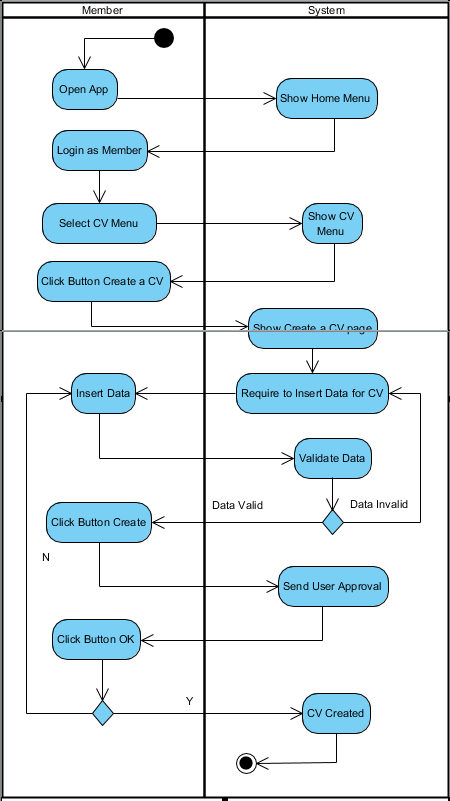 Member
System
Open App
Show Home Menu
Login as Member
Select CV Menu
Show CV
Menu
Click Button Create a CV
Show Create a CV page
Insert Data
Require to Insert Data for CV
Validate Data
Data Valid
Data Invalid
Click Button Create
N
Send User Approval
Click Button OK
Y
CV Created